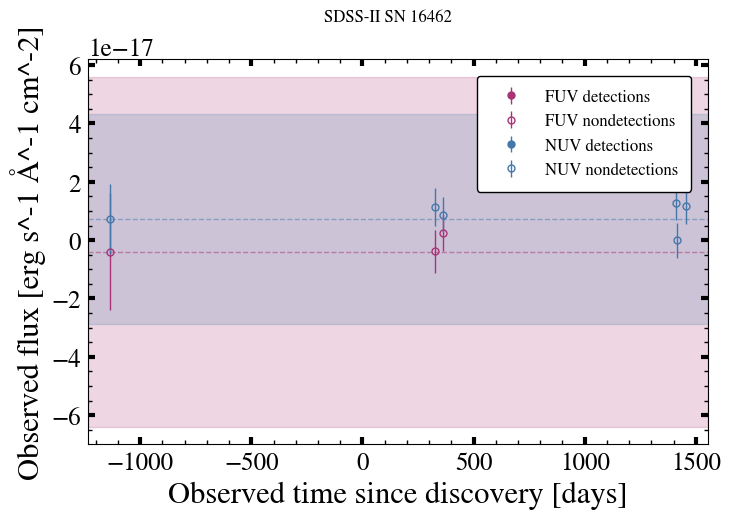 SDSS-II SN 16462
1e−17
6
4
2
0
−2
−4
−6
Observed flux [erg s^-1 Å^-1 cm^-2]
FUV detections
FUV nondetections
NUV detections
NUV nondetections
−1000 −500 0 500 1000 1500
Observed time since discovery [days]